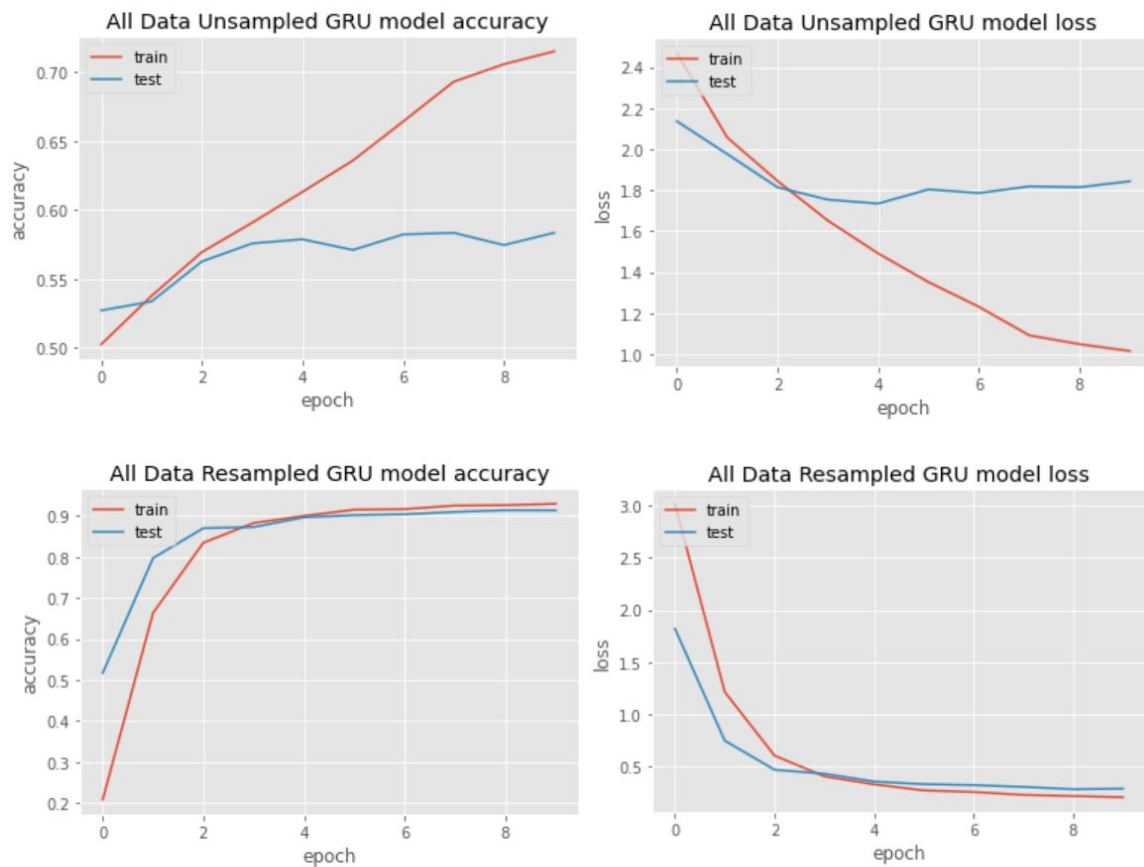 All Data Unsampled GRU model accuracy
train
test
0.70
0.65
0.60
0.55
0.50
accuracy
0 2 4 6 8
epoch
All Data Unsampled GRU model loss
train
test
2.4
2.2
2.0
1.8
1.6
1.4
1.2
1.0
loss
0 2 4 6 8
epoch
All Data Resampled GRU model accuracy
train
test
0.9
0.8
0.7
0.6
0.5
0.4
0.3
0.2
accuracy
0 2 4 6 8
epoch
All Data Resampled GRU model loss
train
test
3.0
2.5
2.0
1.5
1.0
0.5
loss
0 2 4 6 8
epoch